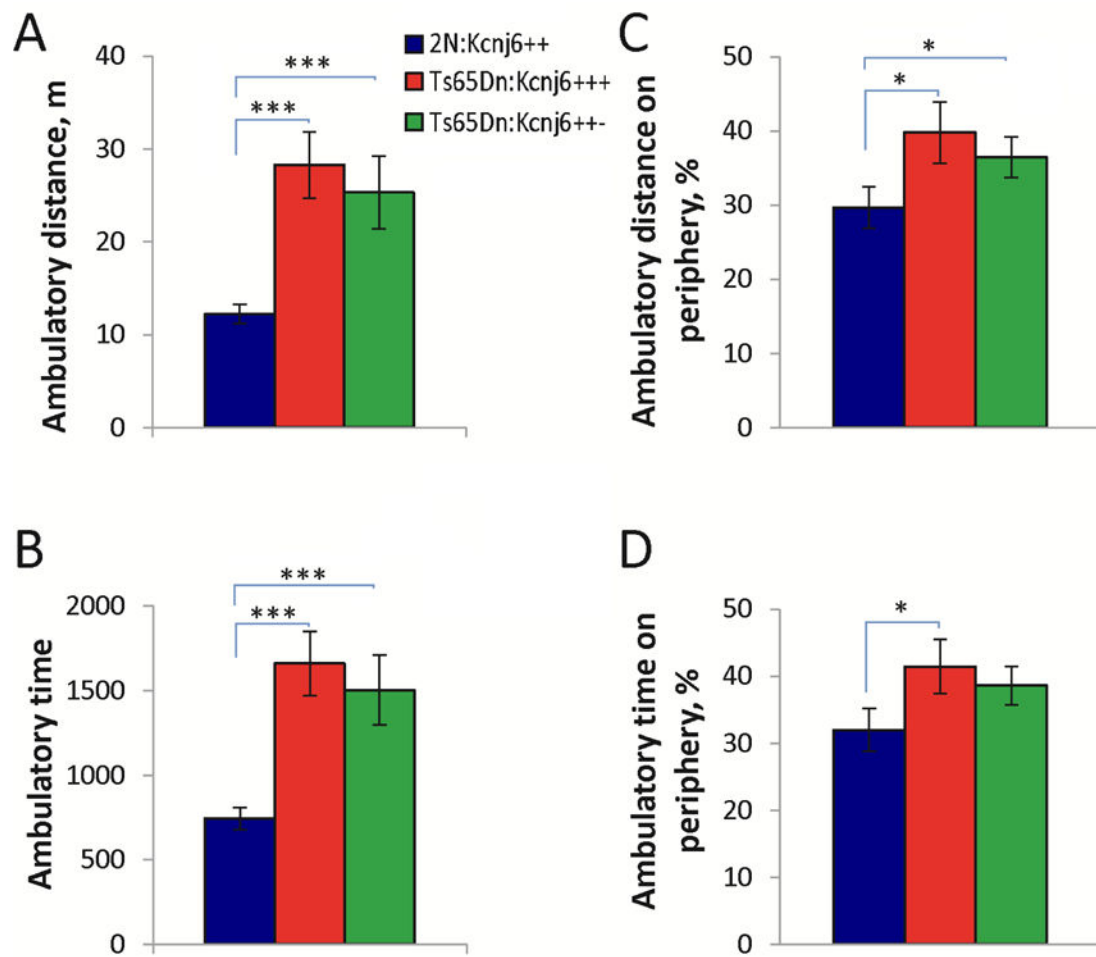 A
Ambulatory distance, m
40
30
20
10
0
***
***
2N:Kcnj6++
Ts65Dn:Kcnj6+++
Ts65Dn:Kcnj6++-
C
Ambulatory distance on
periphery, %
50
40
30
20
10
0
*
*
B
Ambulatory time
2000
1500
1000
500
0
***
***
D
Ambulatory time on
periphery, %
50
40
30
20
10
0
*